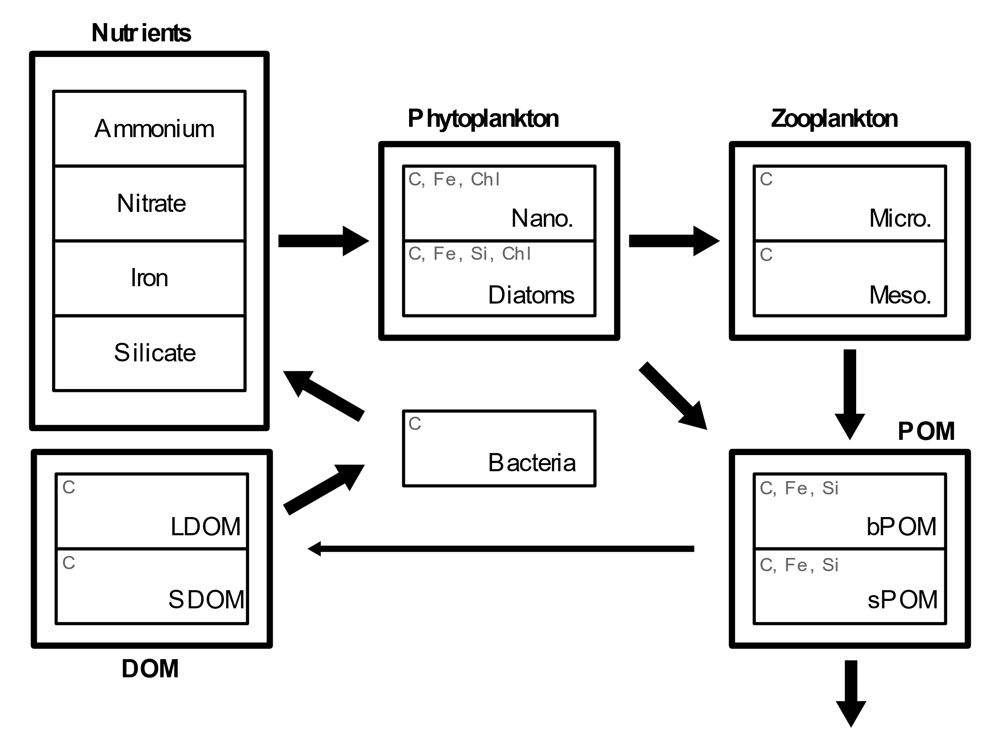 Nutrients
Ammonium
Nitrate
Iron
Silicate
Phytoplankton
C, Fe, Chl
Nano.
C, Fe, Si, Chl
Diatoms
Zooplankton
C
Micro.
C
Meso.
C
Bacteria
POM
C, Fe, Si
bPOM
C, Fe, Si
sPOM
C
LDOM
C
SDOM
DOM